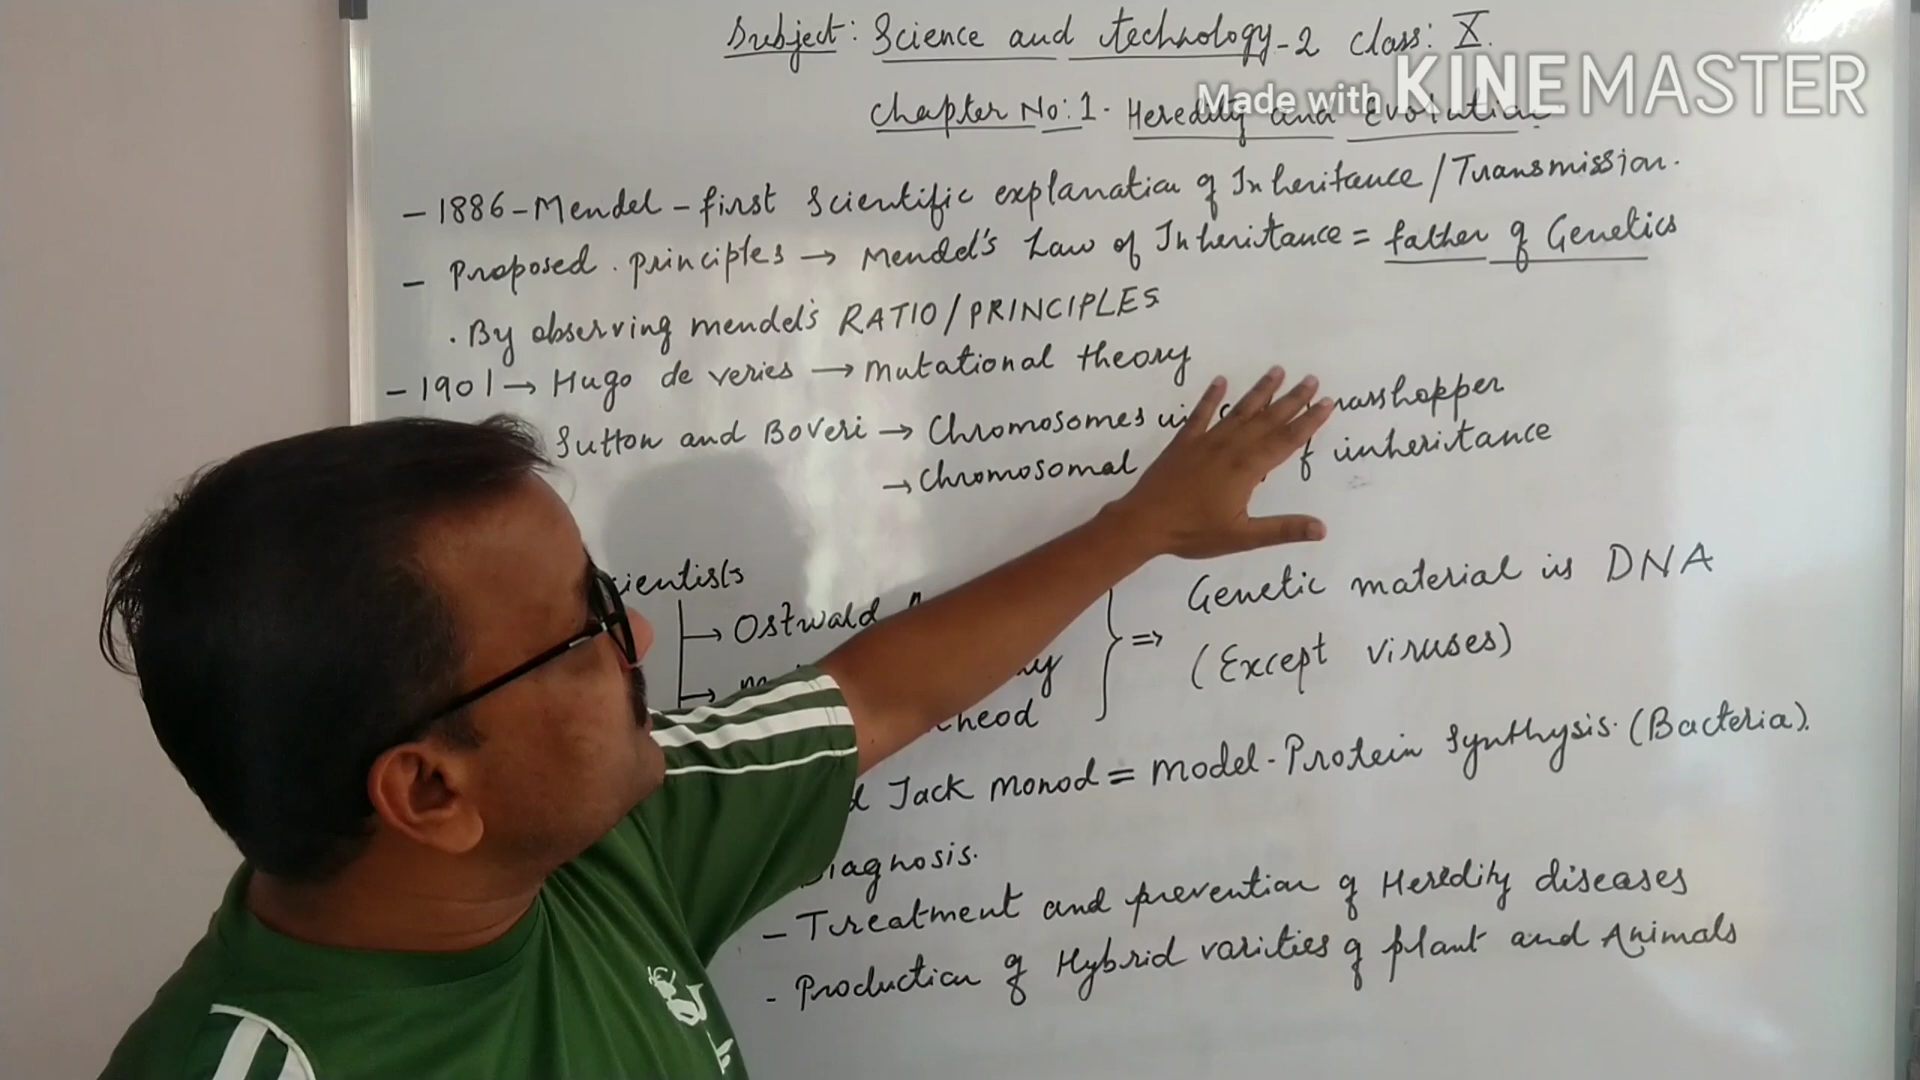 Subject: Science and technology-2 Class: X.
Made with KINEMASTER
Chapter No: 1. Heredity and Evolution
- 1886 - Mendel - first Scientific explanation of Inheritance / Transmission.
- Proposed principles → Mendel's Law of Inheritance = father of Genetics
. By observing mendel's RATIO / PRINCIPLES
- 1901 → Hugo de veries → Mutational theory
Sutton and Boveri → Chromosomes in
→ Chromosomal of inheritance
Ostwald
Genetic material is DNA
(Except viruses)
Jack Monod = Model - Protein Synthysis. (Bacteria).
- Treatment and prevention of Heredity diseases
- Production of Hybrid varities of plant and Animals